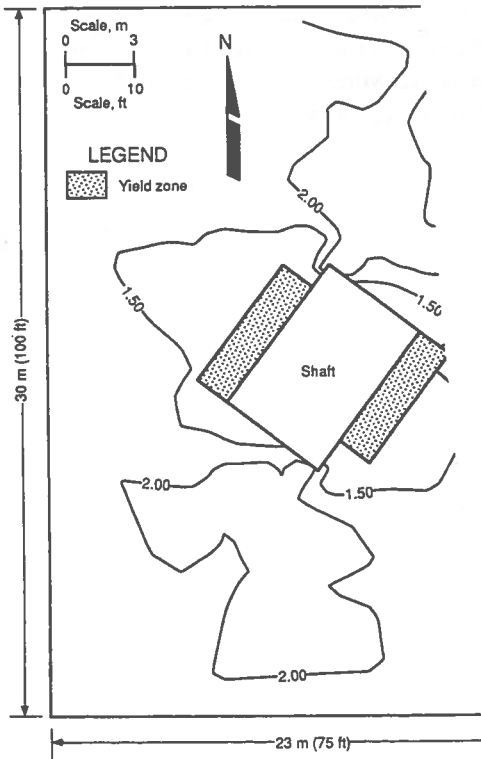 Scale, m
0 3
0 10
Scale, ft
N
LEGEND
Yield zone
2.00
1.50
1.50
Shaft
30 m (100 ft)
2.00
1.50
2.00
23 m (75 ft)